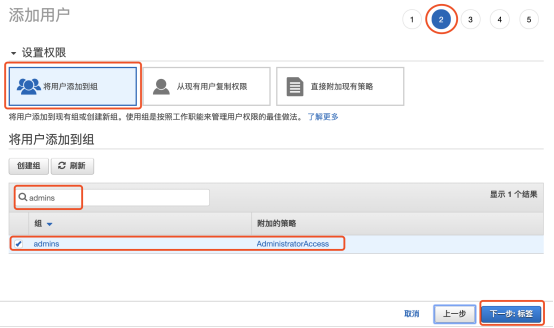 添加用户
1 2 3 4 5
设置权限
将用户添加到组
从现有用户复制权限
直接附加现有策略
将用户添加到现有组或创建新组。使用组是按照工作职能来管理用户权限的最佳做法。 了解更多
将用户添加到组
创建组 刷新
admins 显示 1 个结果
组 附加的策略
admins AdministratorAccess
取消 上一步 下一步: 标签